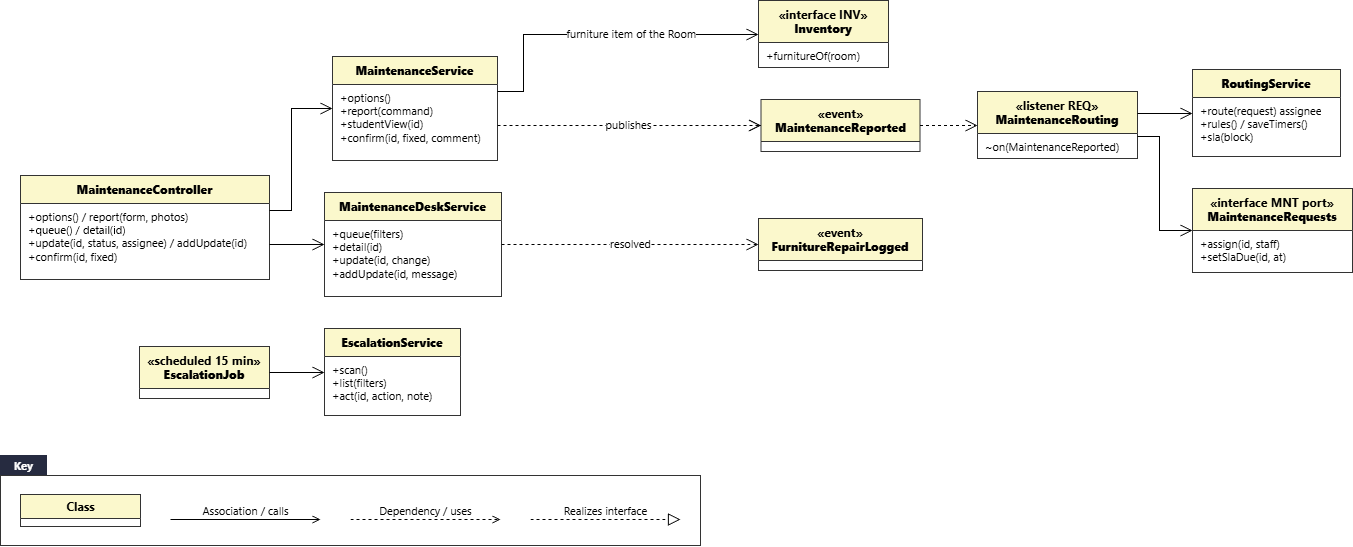 «interface INV»
Inventory
+furnitureOf(room)
furniture item of the Room
MaintenanceService
+options()
+report(command)
+studentView(id)
+confirm(id, fixed, comment)
publishes
«event»
MaintenanceReported
«listener REQ»
MaintenanceRouting
~on(MaintenanceReported)
RoutingService
+route(request) assignee
+rules() / saveTimers()
+sla(block)
MaintenanceController
+options() / report(form, photos)
+queue() / detail(id)
+update(id, status, assignee) / addUpdate(id)
+confirm(id, fixed)
MaintenanceDeskService
+queue(filters)
+detail(id)
+update(id, change)
+addUpdate(id, message)
resolved
«event»
FurnitureRepairLogged
«interface MNT port»
MaintenanceRequests
+assign(id, staff)
+setSlaDue(id, at)
«scheduled 15 min»
EscalationJob
EscalationService
+scan()
+list(filters)
+act(id, action, note)
Key
Class
Association / calls
Dependency / uses
Realizes interface